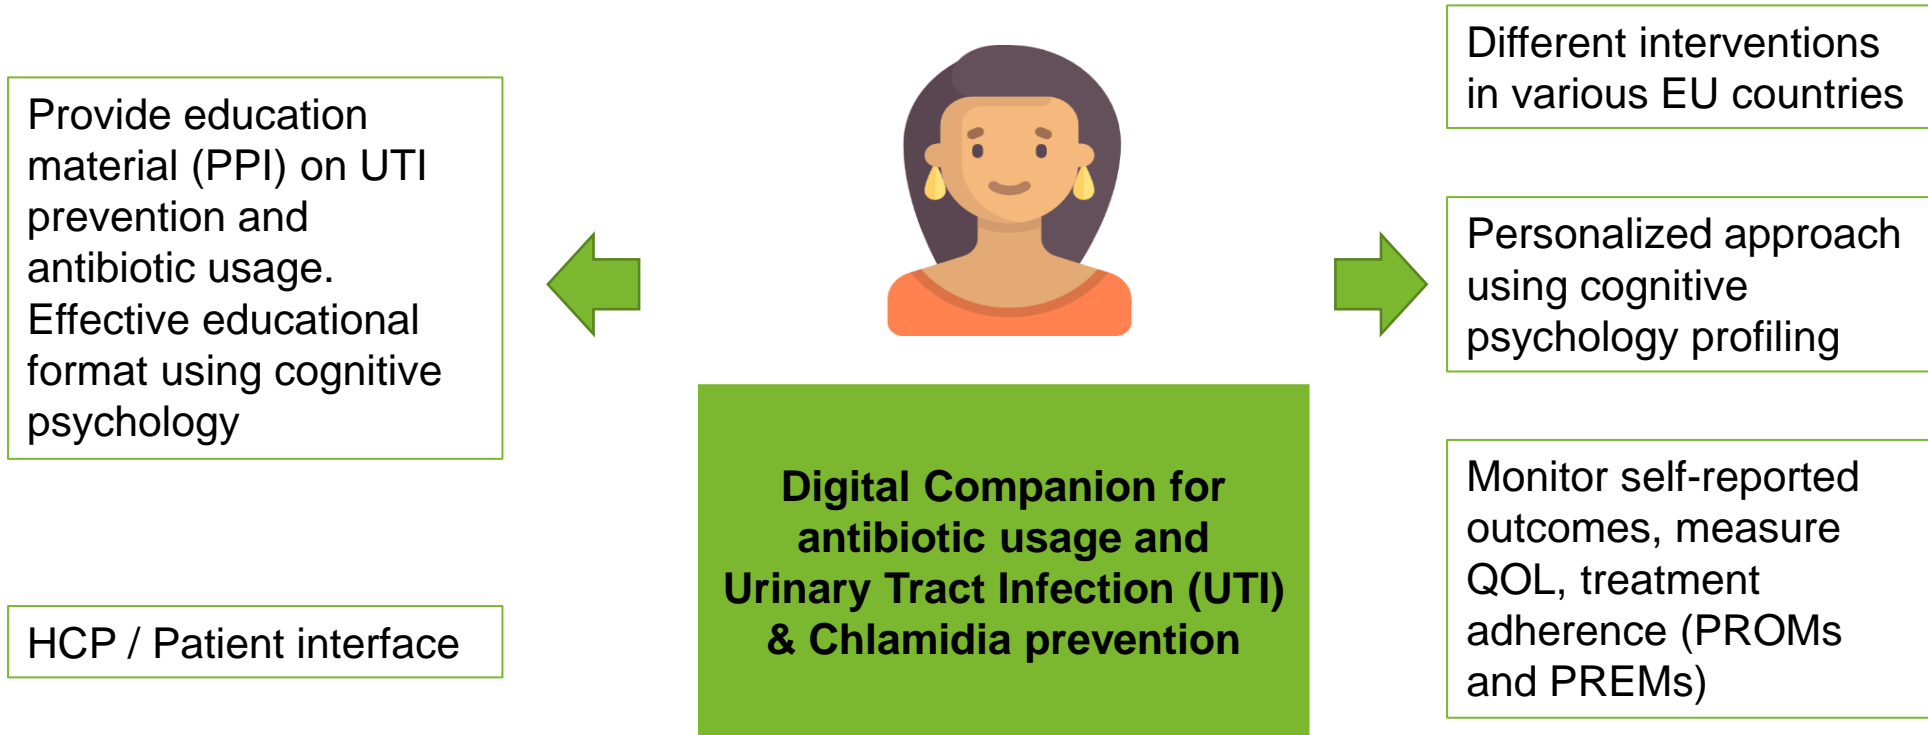 Provide education
material (PPI) on UTI
prevention and
antibiotic usage.
Effective educational
format using cognitive
psychology
HCP / Patient interface
Digital Companion for
antibiotic usage and
Urinary Tract Infection (UTI)
& Chlamidia prevention
Different interventions
in various EU countries
Personalized approach
using cognitive
psychology profiling
Monitor self-reported
outcomes, measure
QOL, treatment
adherence (PROMs
and PREMs)